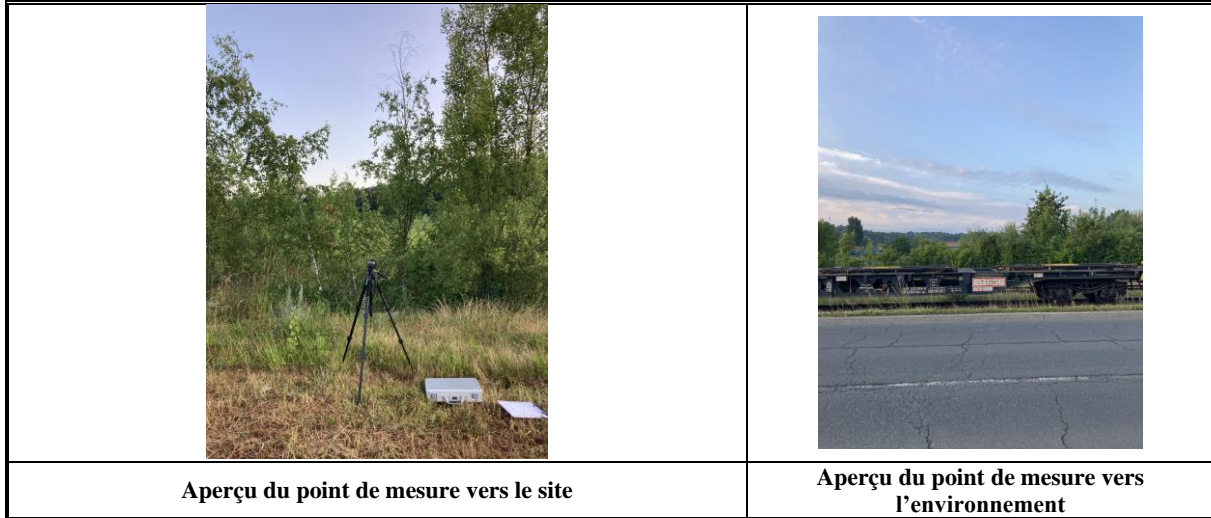 Aperçu du point de mesure vers le site
Aperçu du point de mesure vers
l'environnement